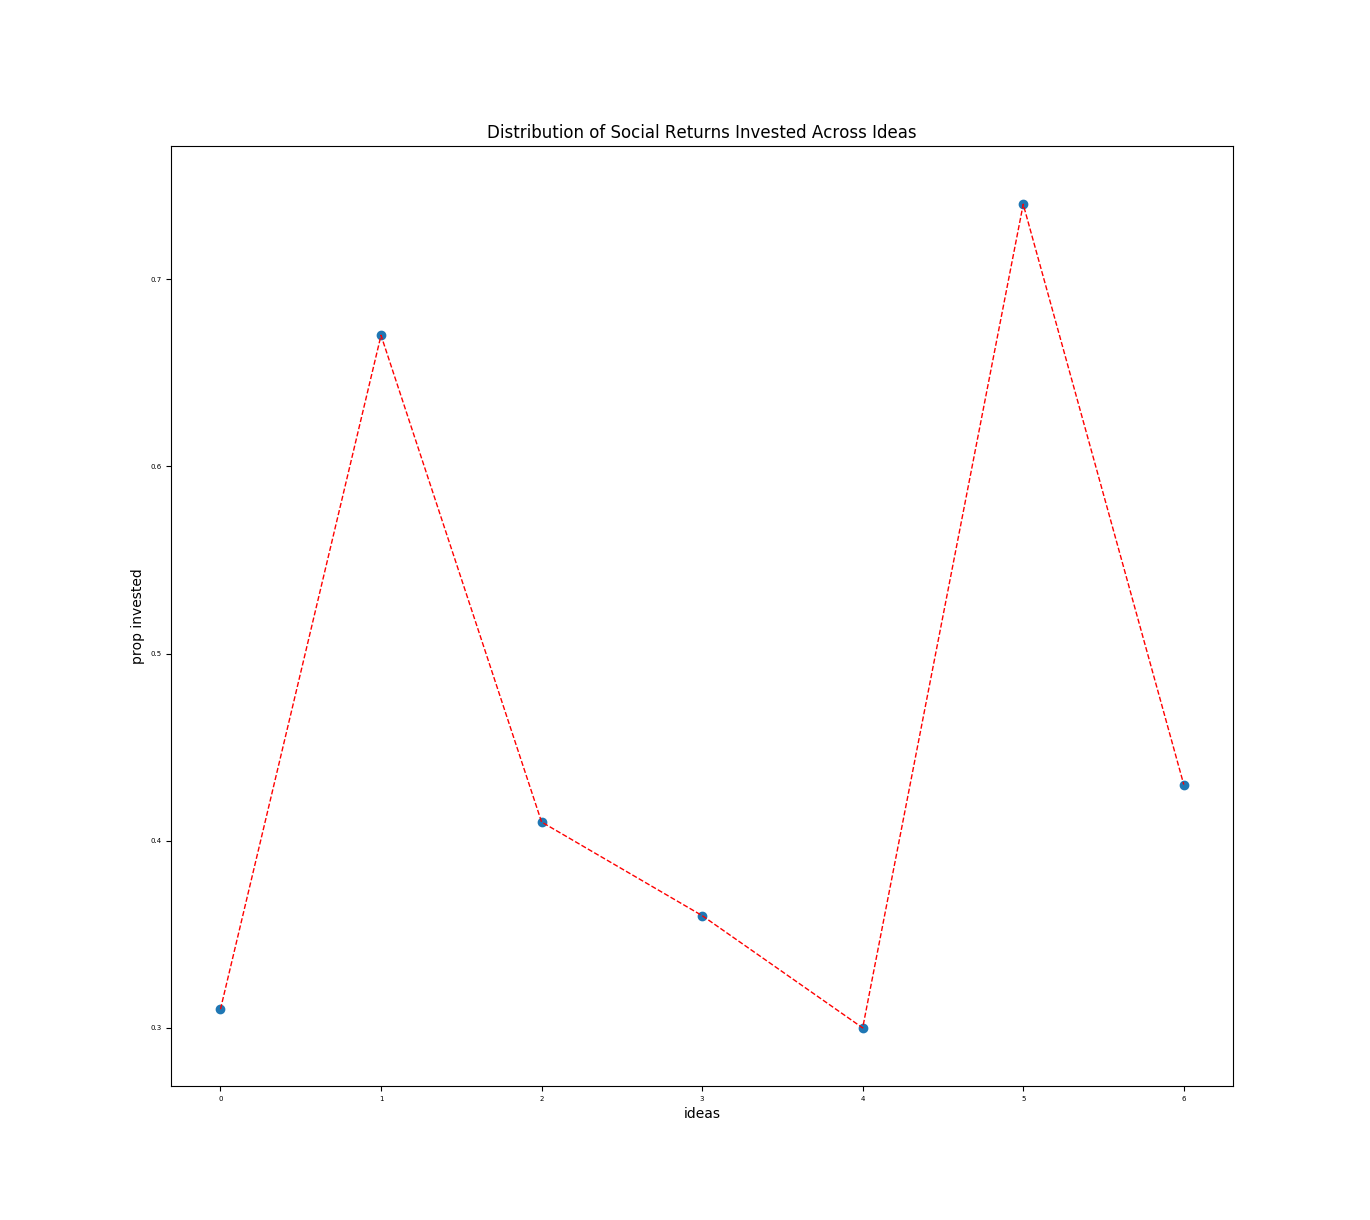 Distribution of Social Returns Invested Across Ideas
prop invested
0.7
0.6
0.5
0.4
0.3
0 1 2 3 4 5 6
ideas